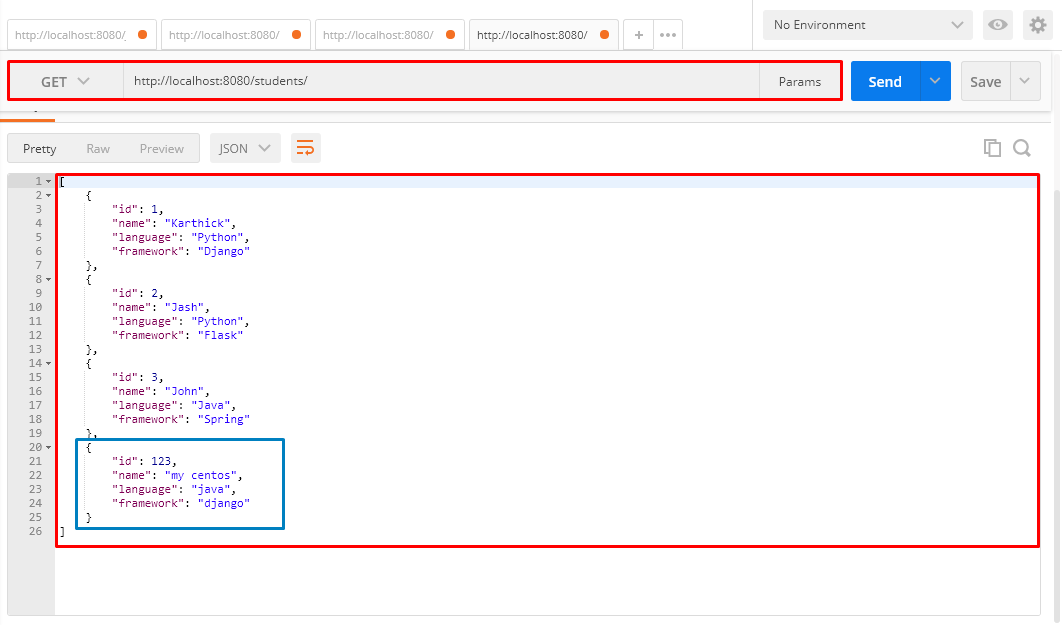 http://localhost:8080/ http://localhost:8080/ http://localhost:8080/ http://localhost:8080/ + ••• No Environment
GET http://localhost:8080/students/ Params Send Save
Pretty Raw Preview JSON
1 [
2 {
3 "id": 1,
4 "name": "Karthick",
5 "language": "Python",
6 "framework": "Django"
7 },
8 {
9 "id": 2,
10 "name": "Jash",
11 "language": "Python",
12 "framework": "Flask"
13 },
14 {
15 "id": 3,
16 "name": "John",
17 "language": "Java",
18 "framework": "Spring"
19 },
20 {
21 "id": 123,
22 "name": "my centos",
23 "language": "java",
24 "framework": "django"
25 }
26 ]